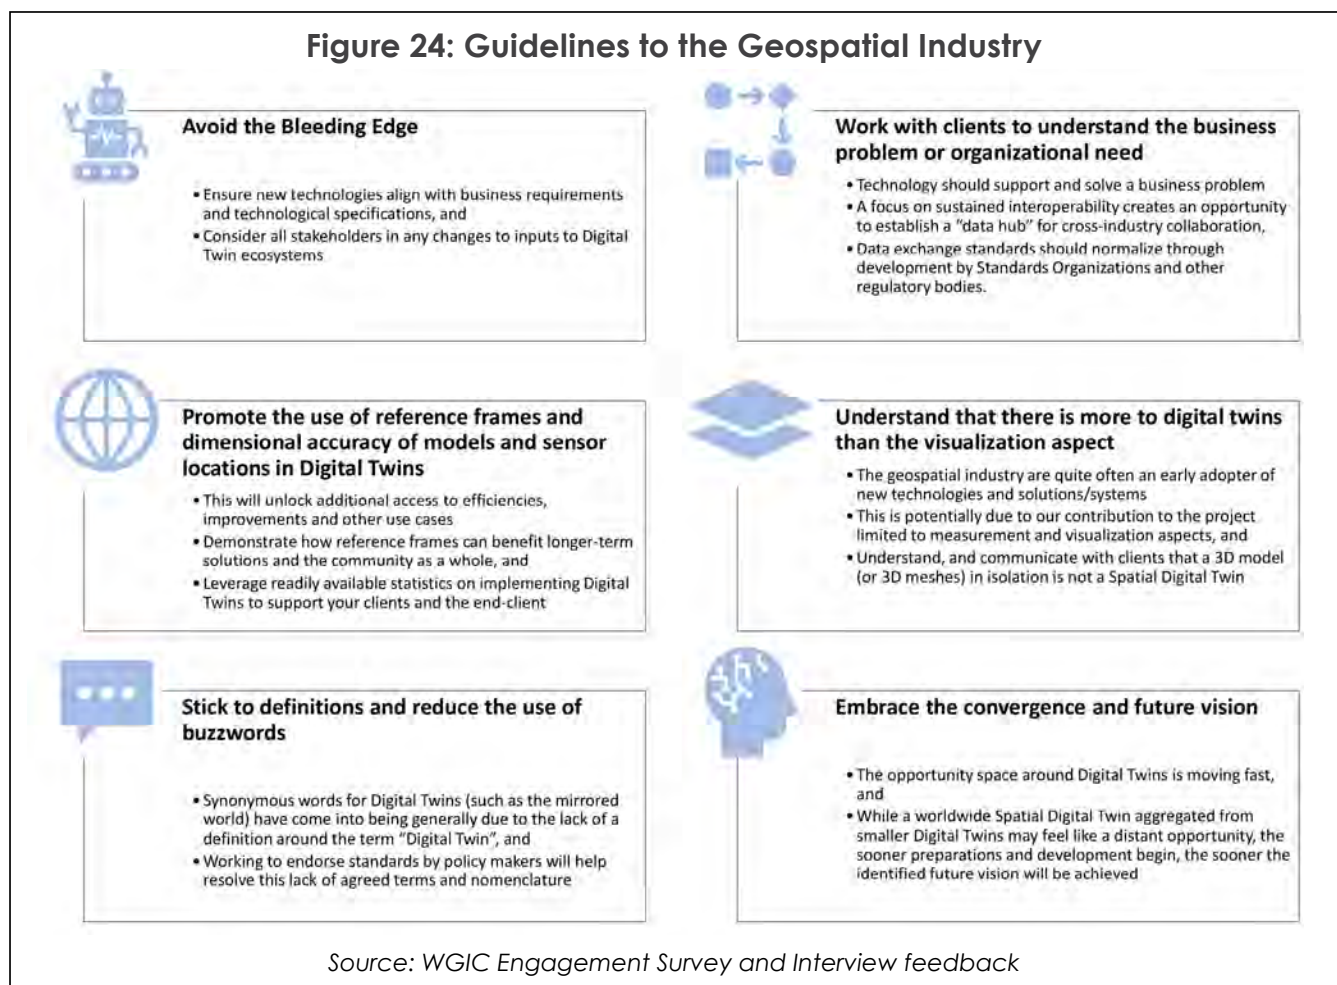 Figure 24: Guidelines to the Geospatial Industry
Avoid the Bleeding Edge
• Ensure new technologies align with business requirements
and technological specifications, and
• Consider all stakeholders in any changes to inputs to Digital
Twin ecosystems
Work with clients to understand the business
problem or organizational need
• Technology should support and solve a business problem
• A focus on sustained interoperability creates an opportunity
to establish a “data hub” for cross-industry collaboration,
• Data exchange standards should normalize through
development by Standards Organizations and other
regulatory bodies.
Promote the use of reference frames and
dimensional accuracy of models and sensor
locations in Digital Twins
• This will unlock additional access to efficiencies,
improvements and other use cases
• Demonstrate how reference frames can benefit longer-term
solutions and the community as a whole, and
• Leverage readily available statistics on implementing Digital
Twins to support your clients and the end-client
Understand that there is more to digital twins
than the visualization aspect
• The geospatial industry are quite often an early adopter of
new technologies and solutions/systems
• This is potentially due to our contribution to the project
limited to measurement and visualization aspects, and
• Understand, and communicate with clients that a 3D model
(or 3D meshes) in isolation is not a Spatial Digital Twin
Stick to definitions and reduce the use of
buzzwords
• Synonymous words for Digital Twins (such as the mirrored
world) have come into being generally due to the lack of a
definition around the term “Digital Twin”, and
• Working to endorse standards by policy makers will help
resolve this lack of agreed terms and nomenclature
Embrace the convergence and future vision
• The opportunity space around Digital Twins is moving fast,
and
• While a worldwide Spatial Digital Twin aggregated from
smaller Digital Twins may feel like a distant opportunity, the
sooner preparations and development begin, the sooner the
identified future vision will be achieved
Source: WGIC Engagement Survey and Interview feedback